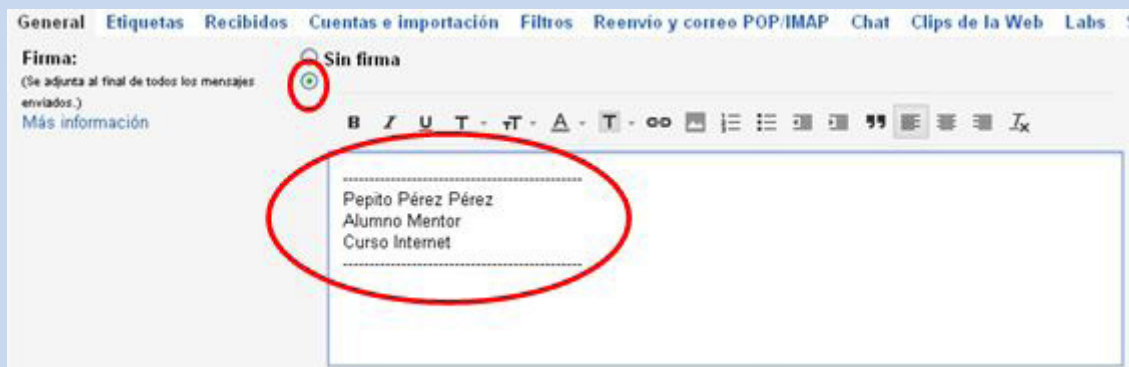 General Etiquetas Recibidos Cuentas e importación Filtros Reenvío y correo POP/IMAP Chat Clips de la Web Labs
Firma:
(Se adjunta al final de todos los mensajes
enviados.)
Más información
Sin firma
B I U T T A T Tx
--------------------------------------------
Pepito Pérez Pérez
Alumno Mentor
Curso Internet
--------------------------------------------